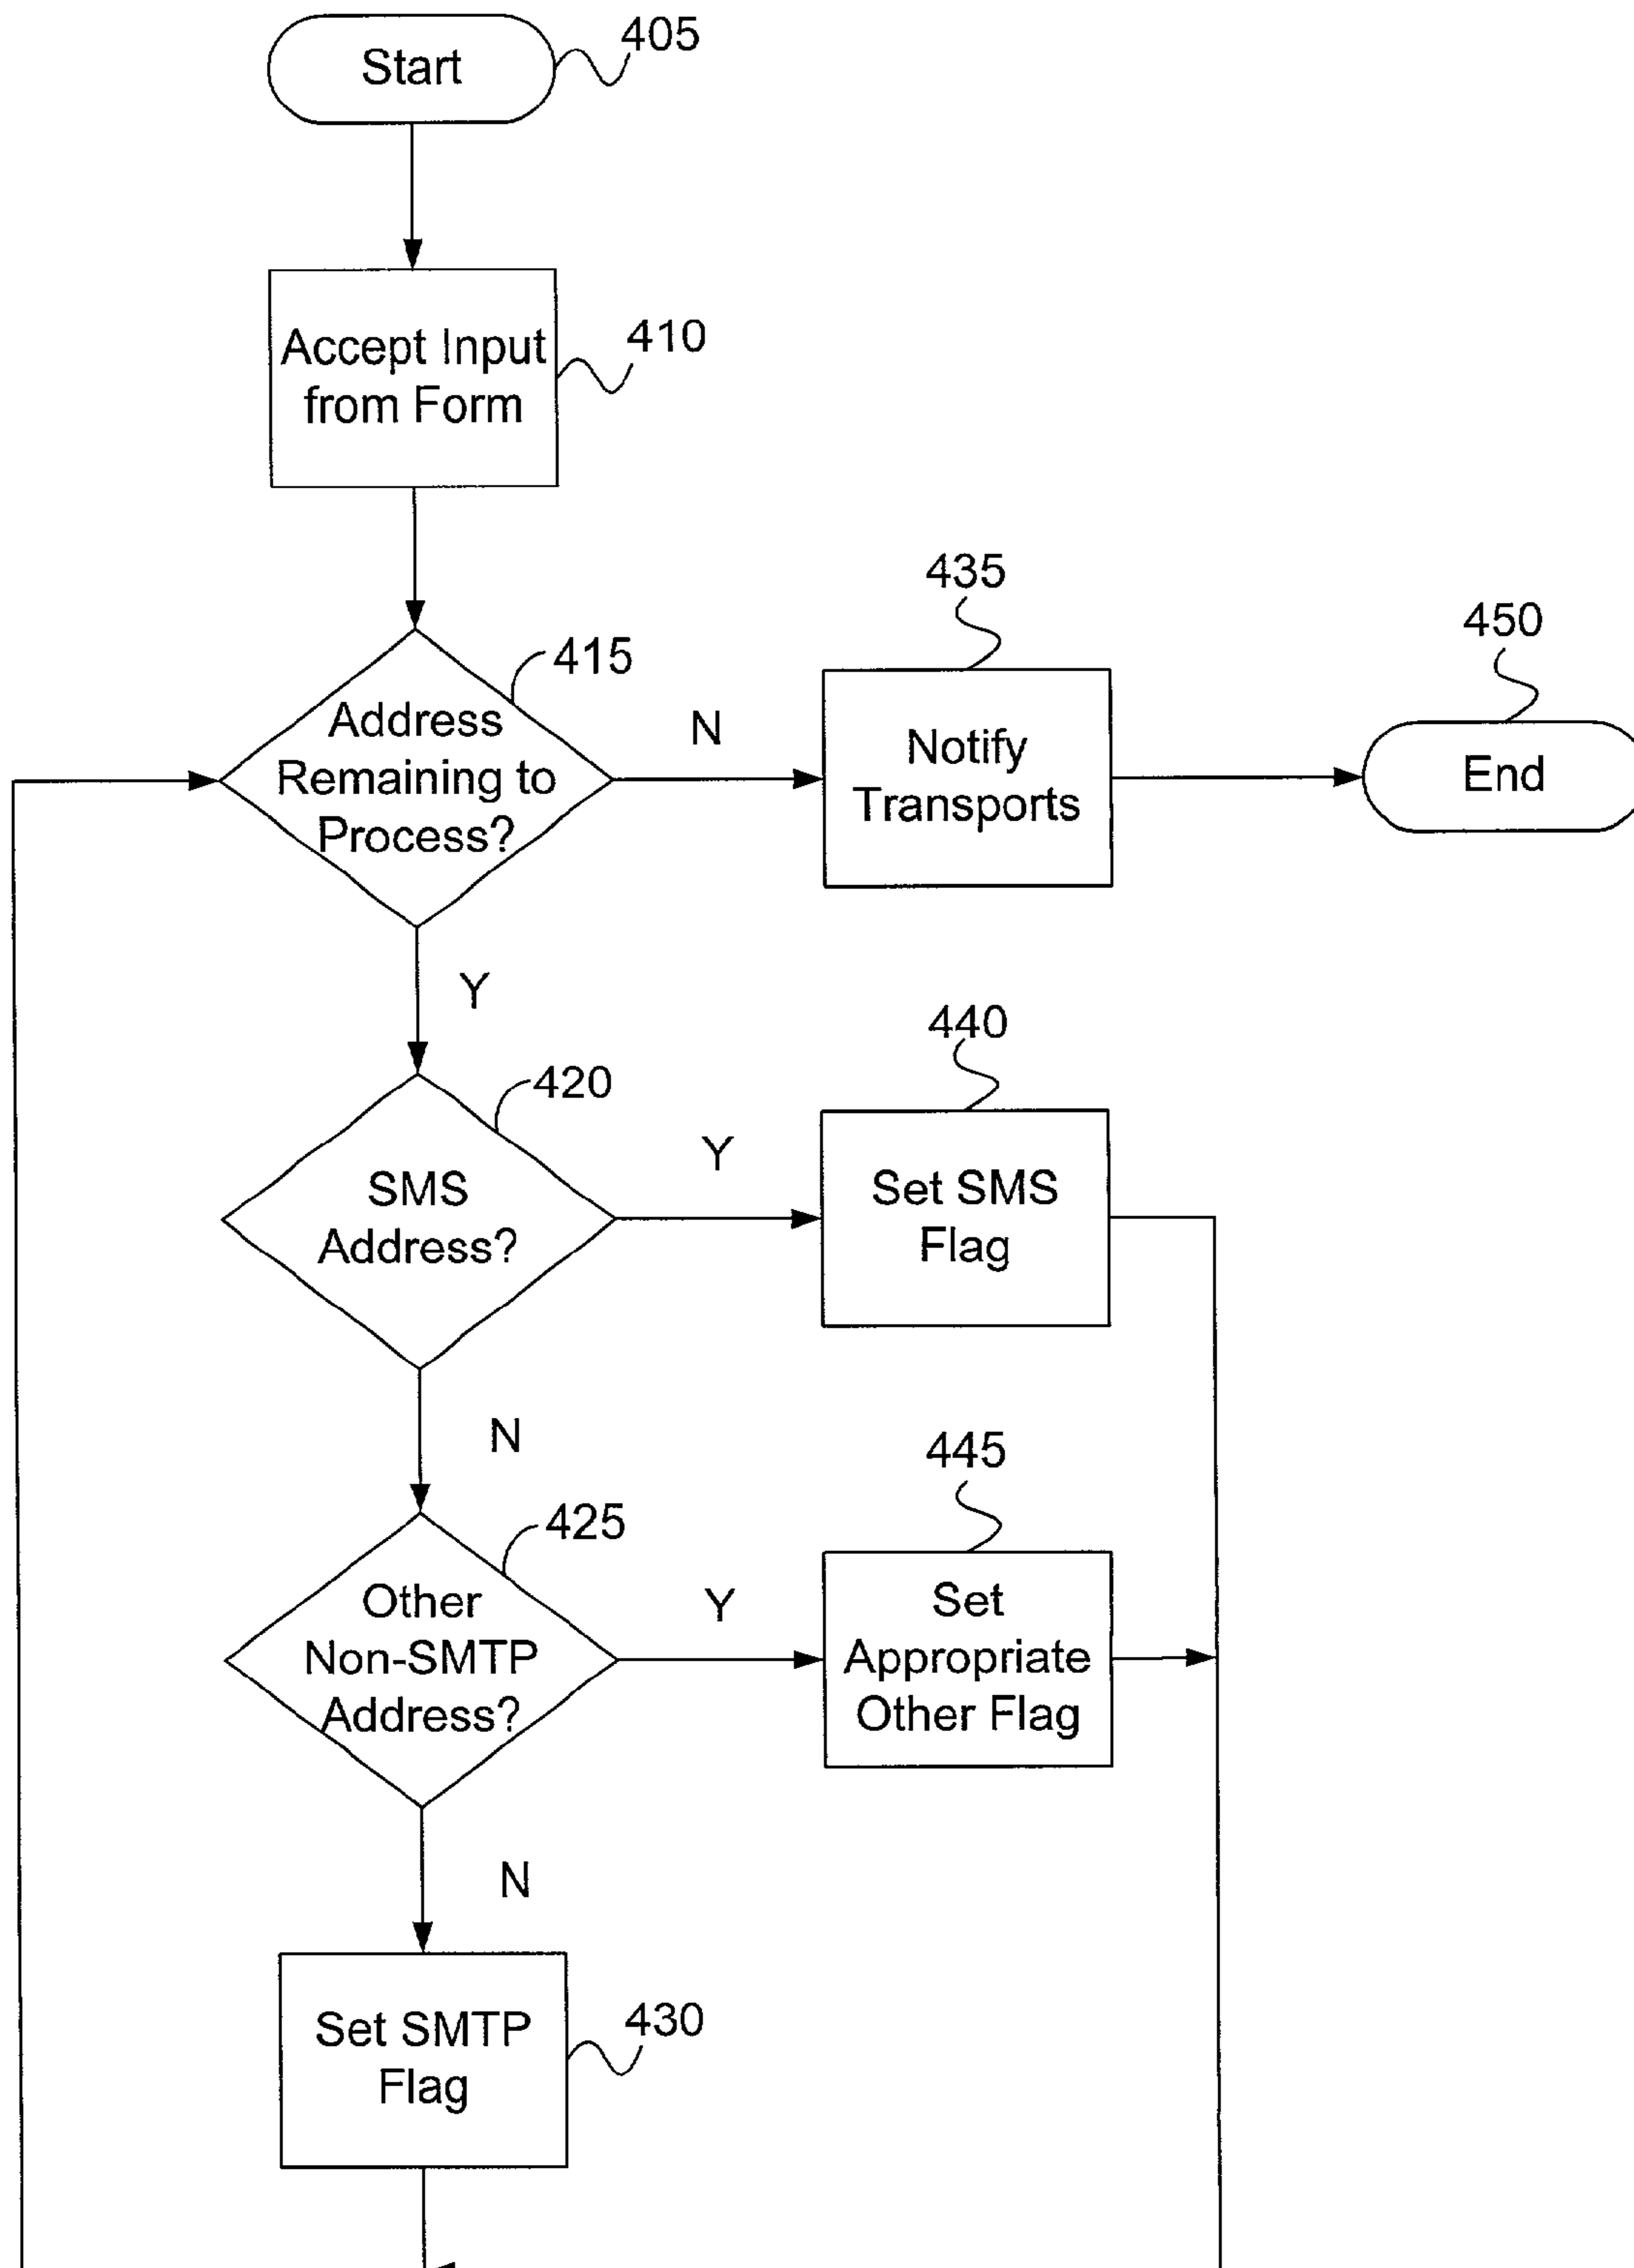 Start
405
Accept Input
from Form
410
Address
Remaining to
Process?
415
N
435
Notify
Transports
450
End
Y
SMS
Address?
420
Y
440
Set SMS
Flag
N
Other
Non-SMTP
Address?
425
Y
445
Set
Appropriate
Other Flag
N
Set SMTP
Flag
430